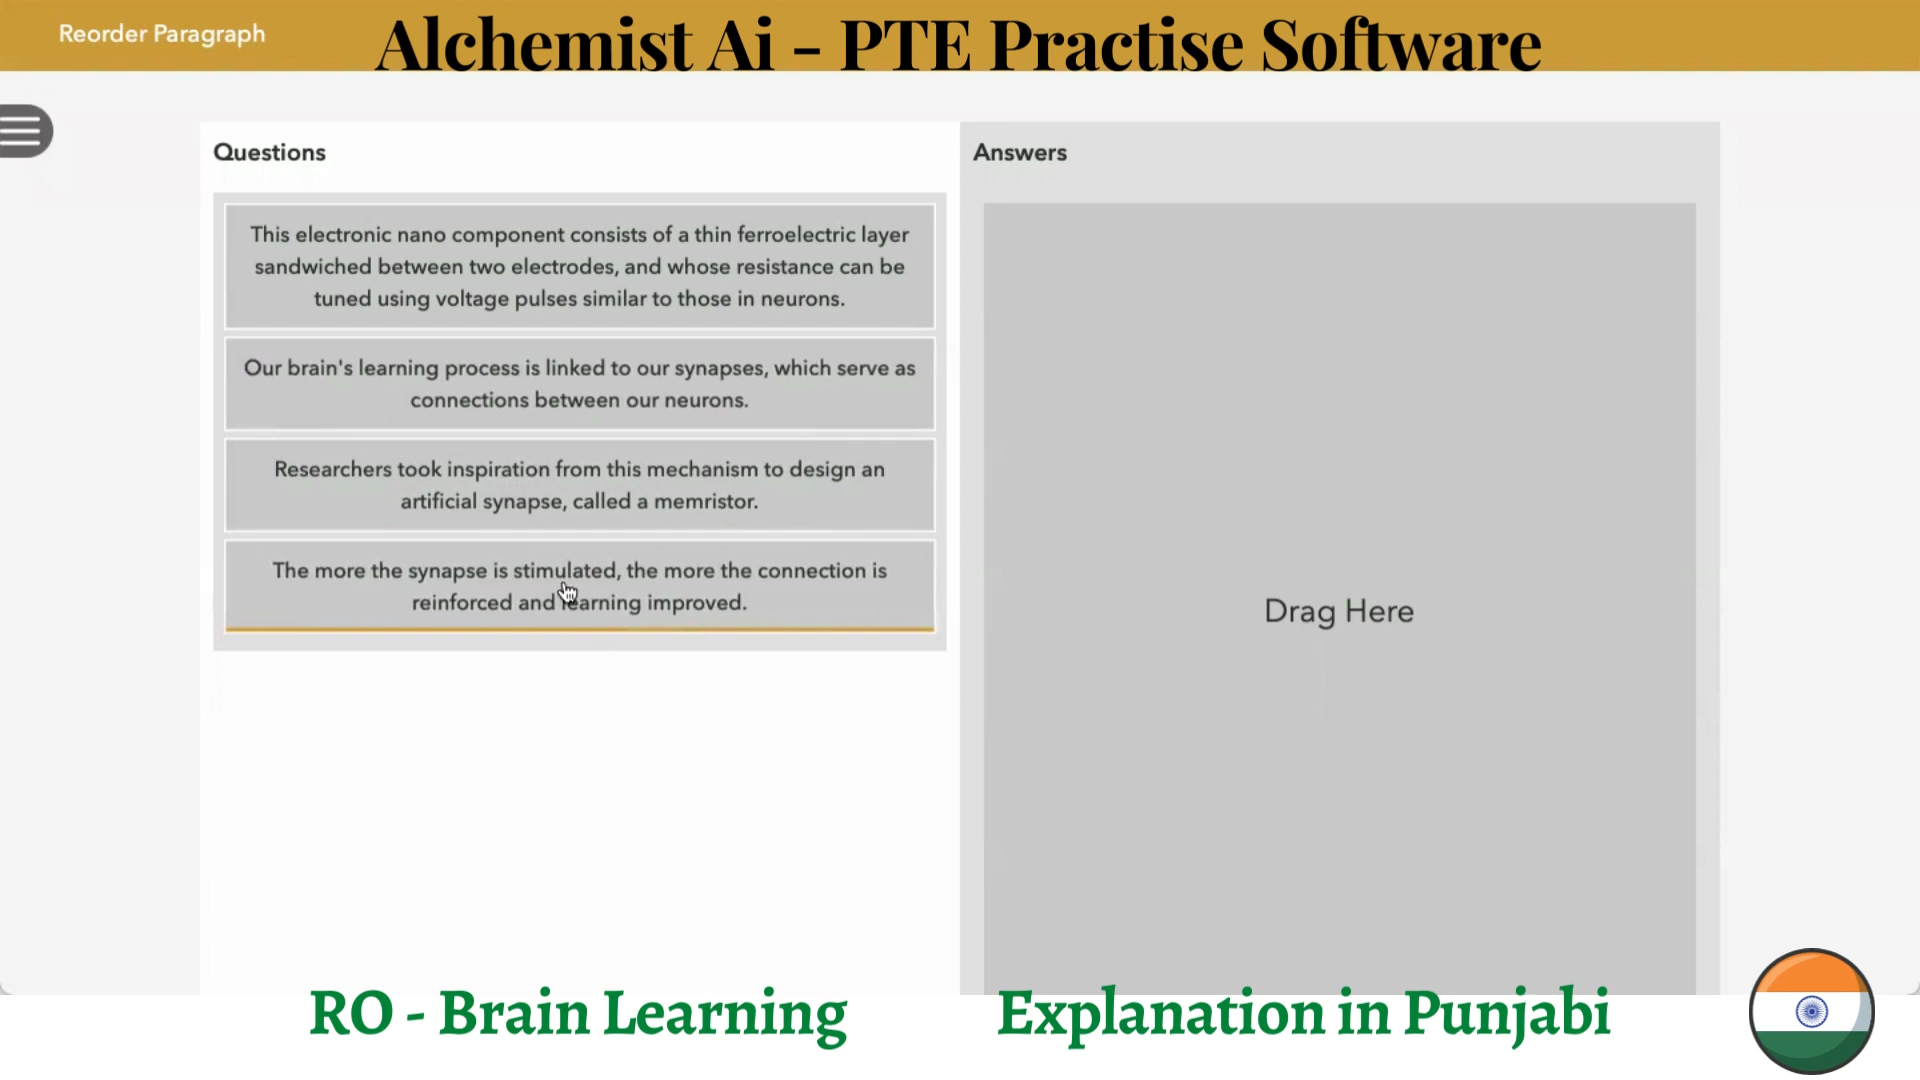 Reorder Paragraph
Alchemist Ai - PTE Practise Software
Questions
This electronic nano component consists of a thin ferroelectric layer
sandwiched between two electrodes, and whose resistance can be
tuned using voltage pulses similar to those in neurons.
Our brain's learning process is linked to our synapses, which serve as
connections between our neurons.
Researchers took inspiration from this mechanism to design an
artificial synapse, called a memristor.
The more the synapse is stimulated, the more the connection is
reinforced and learning improved.
Answers
Drag Here
RO - Brain Learning
Explanation in Punjabi